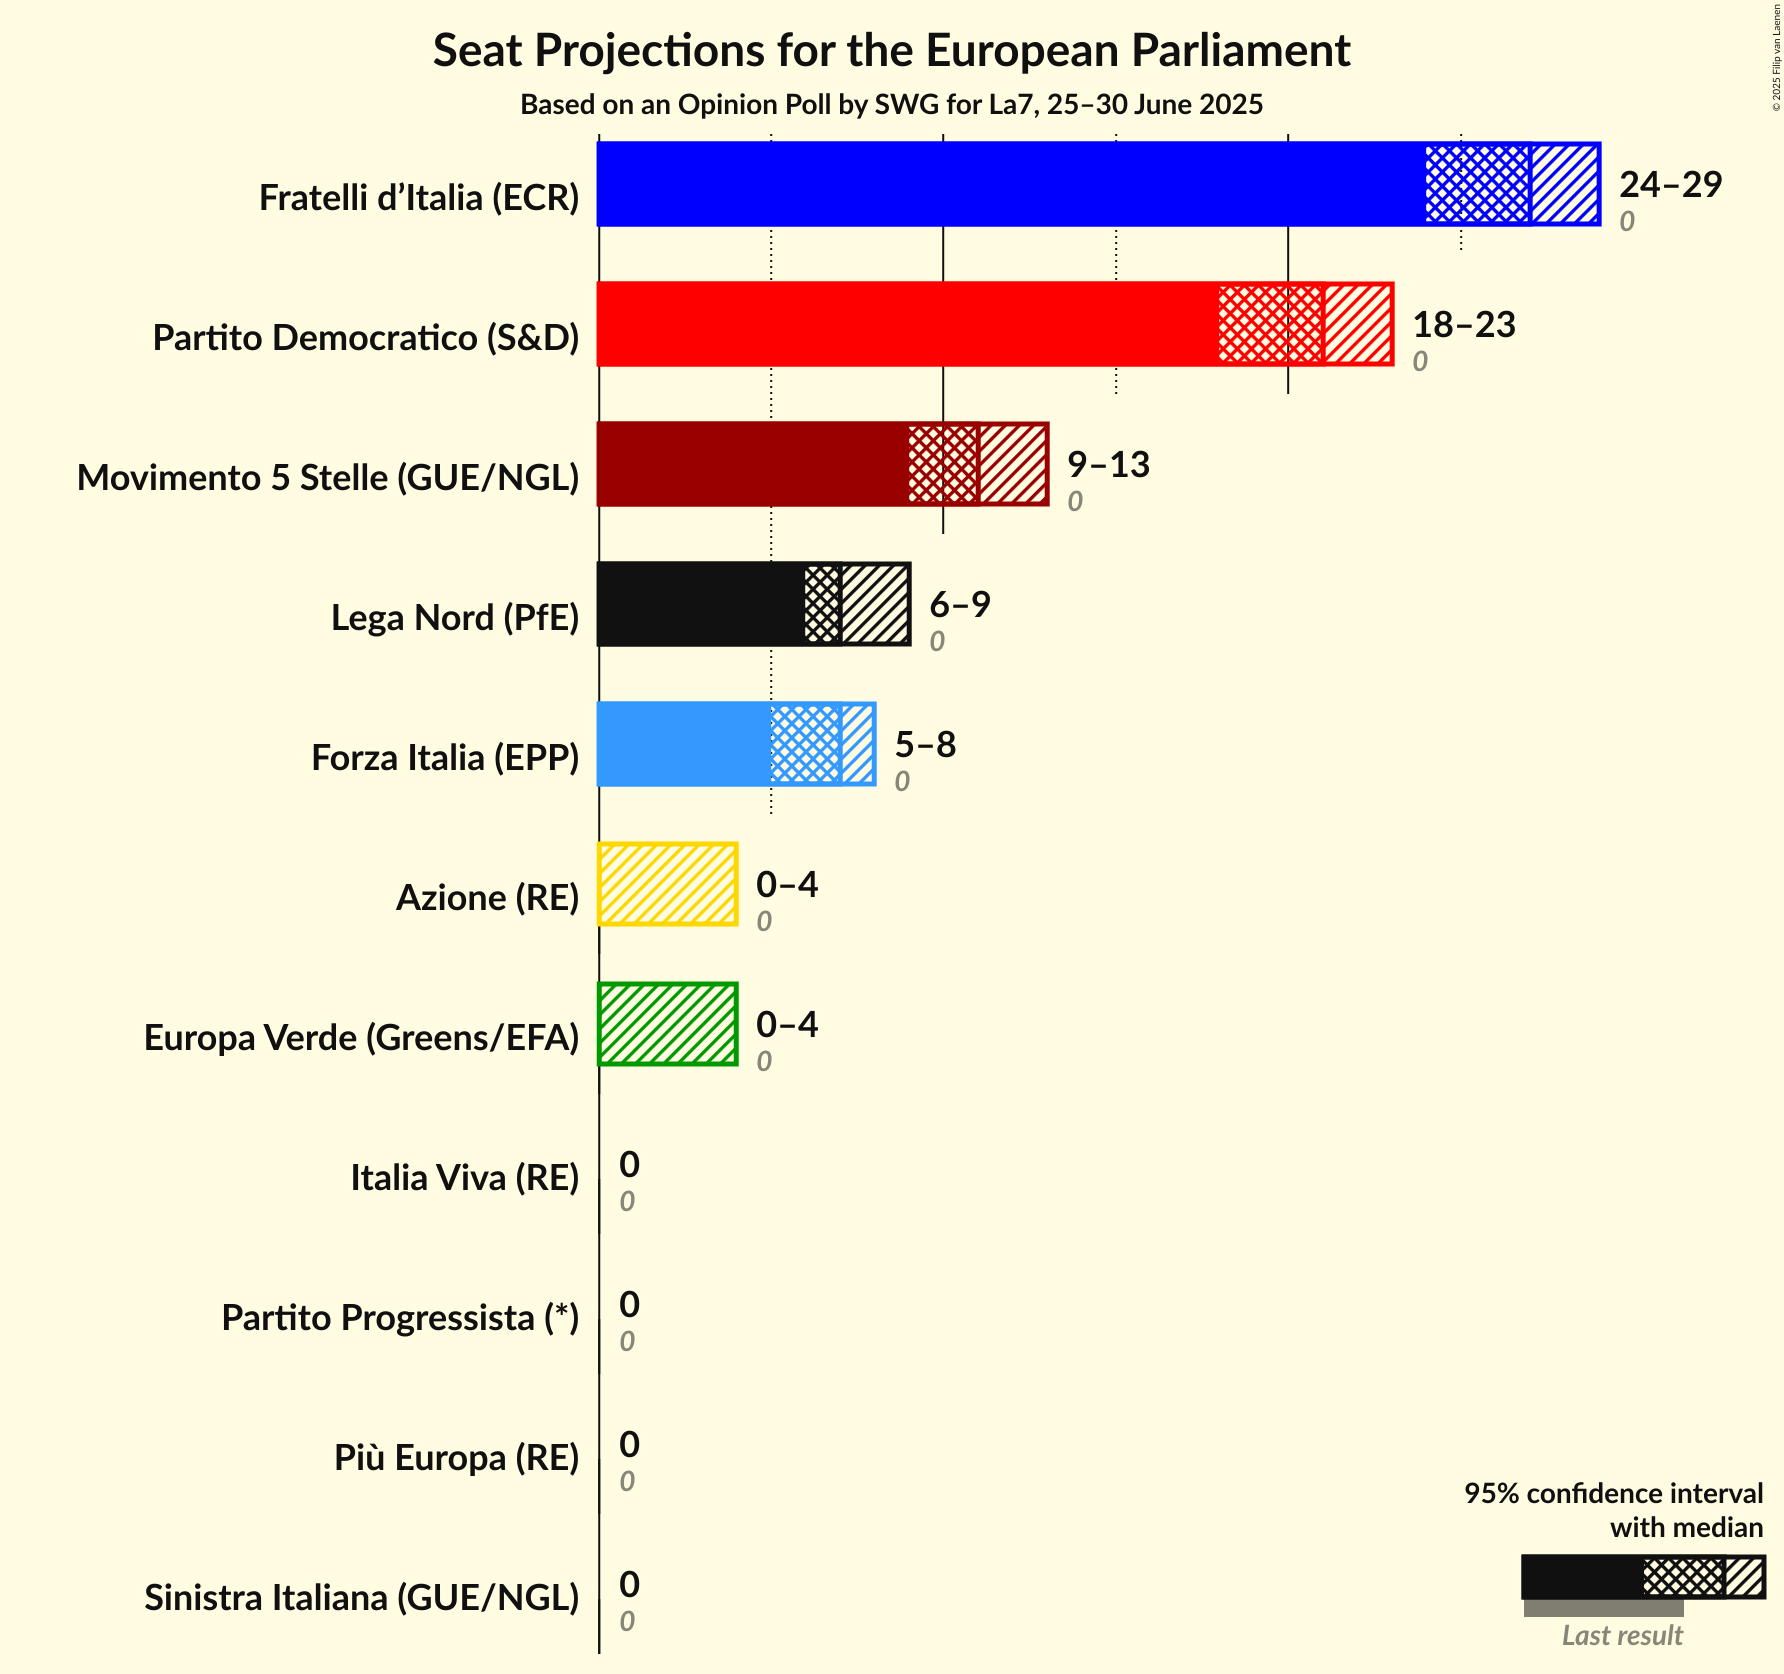 Seat Projections for the European Parliament
Based on an Opinion Poll by SWG for La7, 25–30 June 2025
© 2025 Filip van Laenen
Fratelli d’Italia (ECR)
24–29
0
Partito Democratico (S&D)
18–23
0
Movimento 5 Stelle (GUE/NGL)
9–13
0
Lega Nord (PfE)
6–9
0
Forza Italia (EPP)
5–8
0
Azione (RE)
0–4
0
Europa Verde (Greens/EFA)
0–4
0
Italia Viva (RE)
0
0
Partito Progressista (*)
0
0
Più Europa (RE)
0
0
Sinistra Italiana (GUE/NGL)
0
0
95% confidence interval
with median
Last result